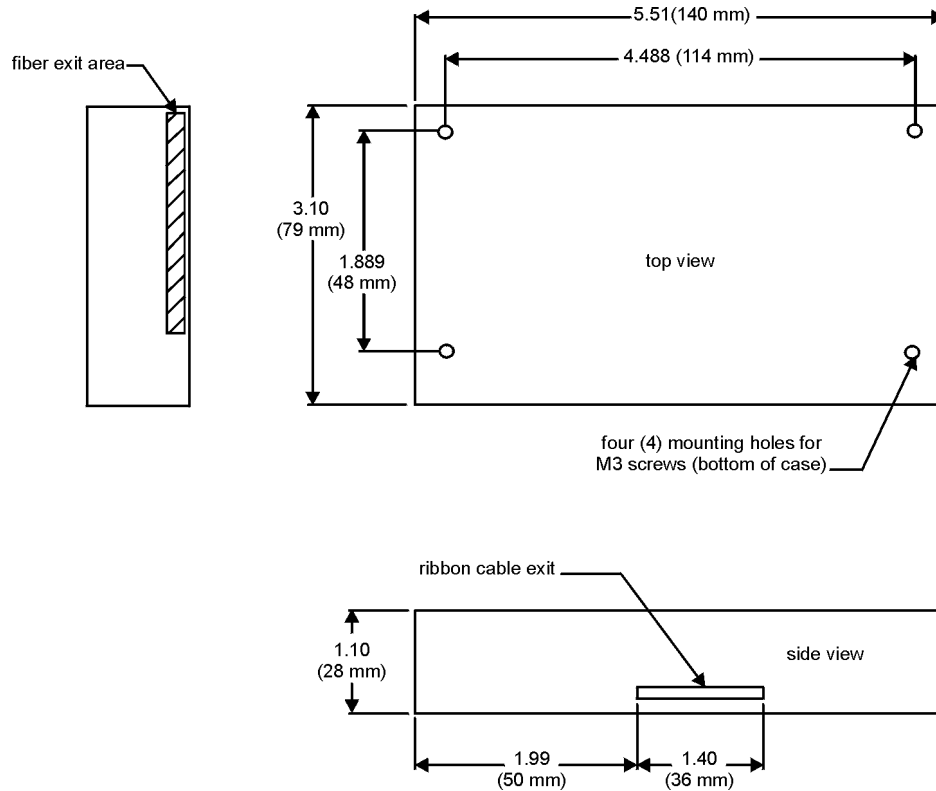 5.51(140 mm)
4.488 (114 mm)
fiber exit area
3.10
(79 mm)
1.889
(48 mm)
top view
four (4) mounting holes for
M3 screws (bottom of case)
ribbon cable exit
1.10
(28 mm)
side view
1.99
(50 mm)
1.40
(36 mm)